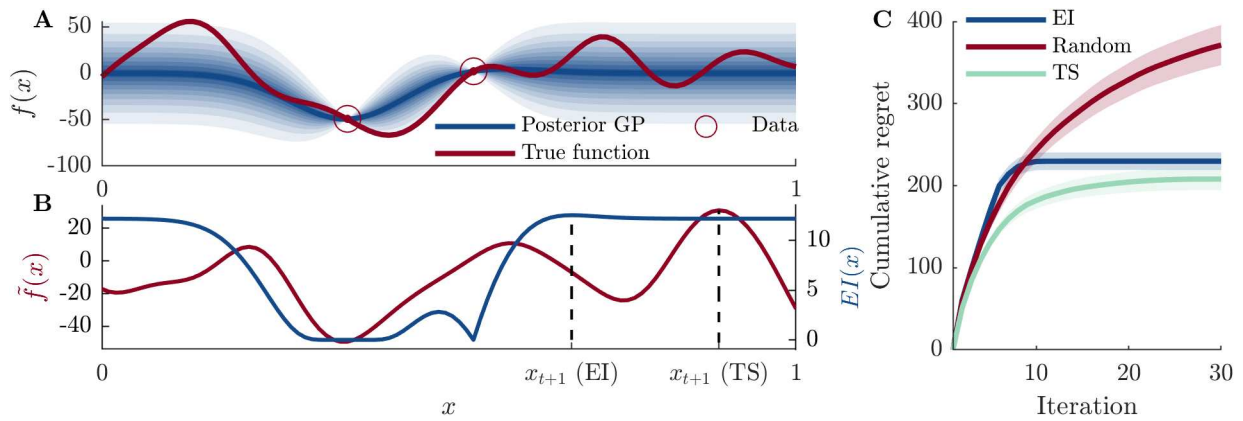 A
f(x)
50
0
-50
-100
Posterior GP
Data
True function
0
1
B
f̃(x)
20
0
-20
-40
10
5
0
EI(x)
0
x_{t+1} (EI)
x_{t+1} (TS)
1
x
C
Cumulative regret
400
300
200
100
0
EI
Random
TS
10
20
30
Iteration